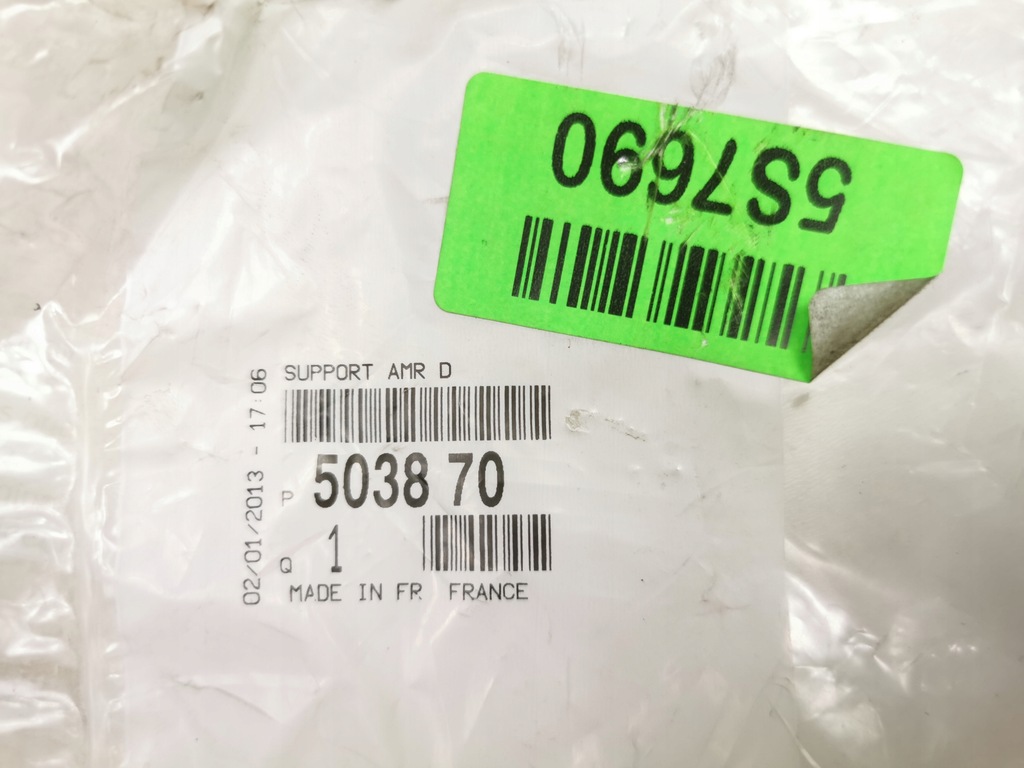 5S7690
SUPPORT AMR D
P 5038 70
Q 1
MADE IN FR FRANCE
02/01/2013 - 17:06